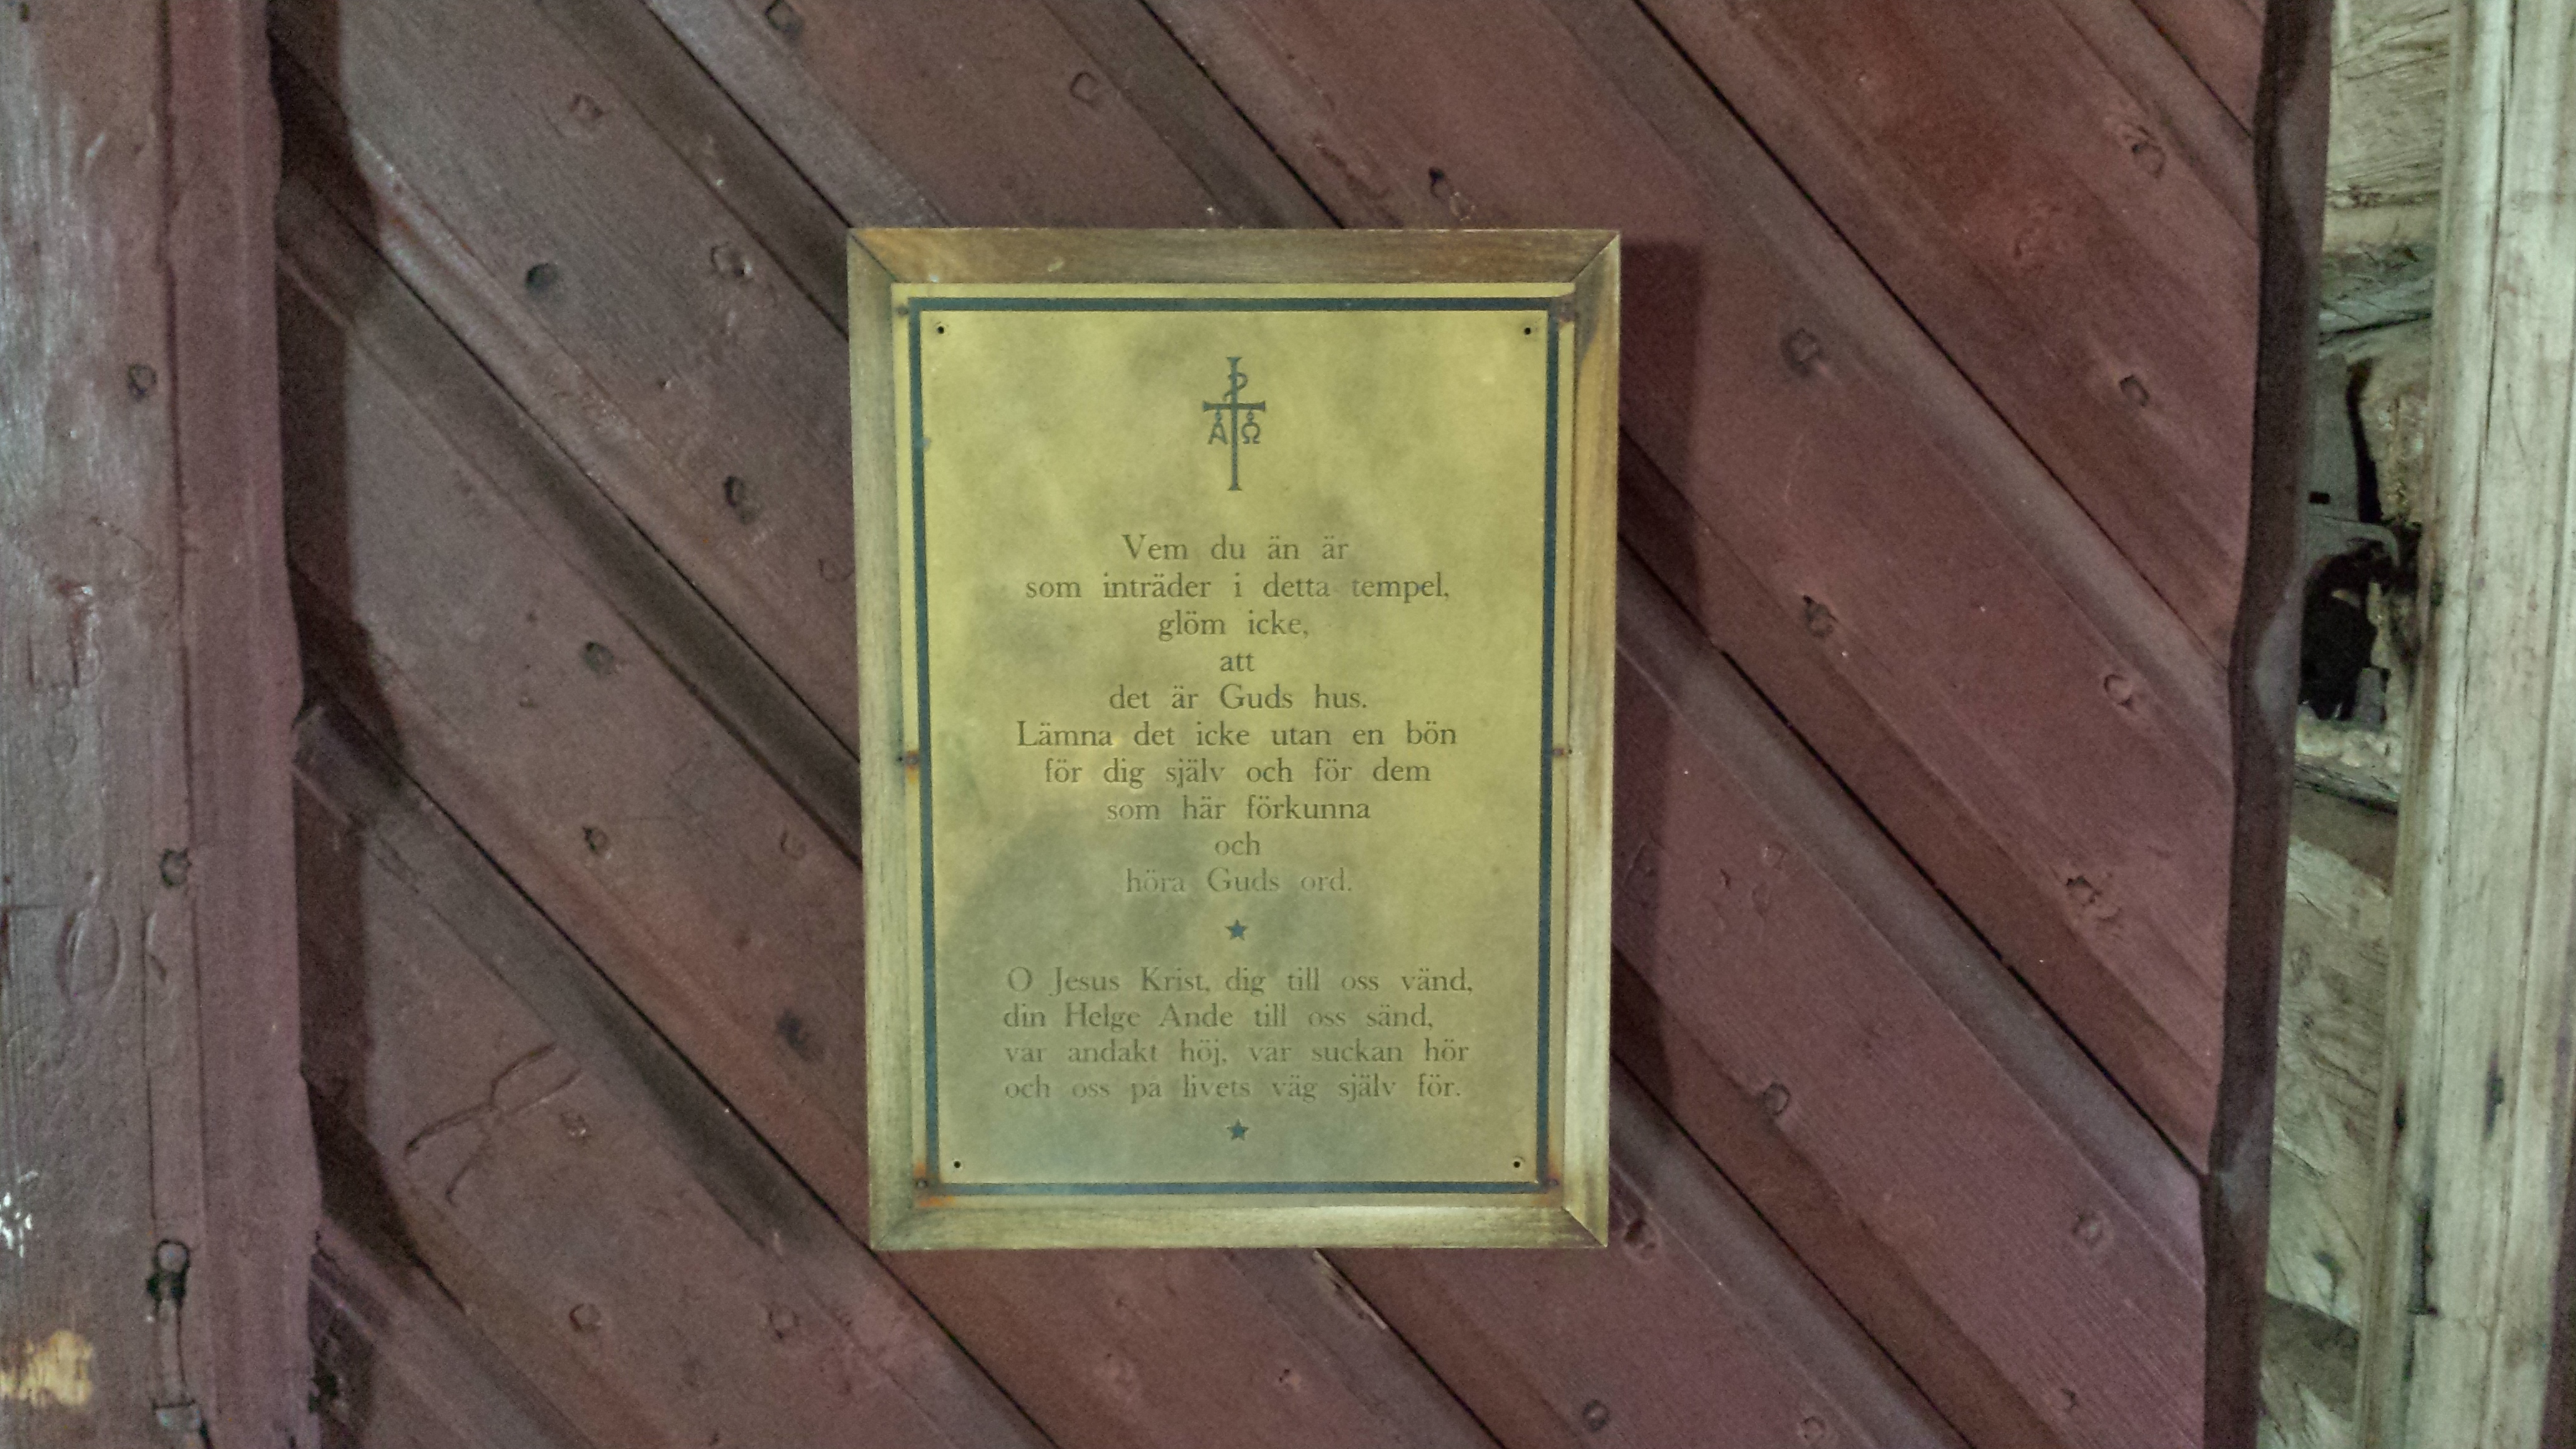 Α Ω
Vem du än är
som inträder i detta tempel,
glöm icke,
att
det är Guds hus.
Lämna det icke utan en bön
för dig själv och för dem
som här förkunna
och
höra Guds ord.
O Jesus Krist, dig till oss vänd,
din Helge Ande till oss sänd,
var andakt höj, var suckan hör
och oss på livets väg själv för.